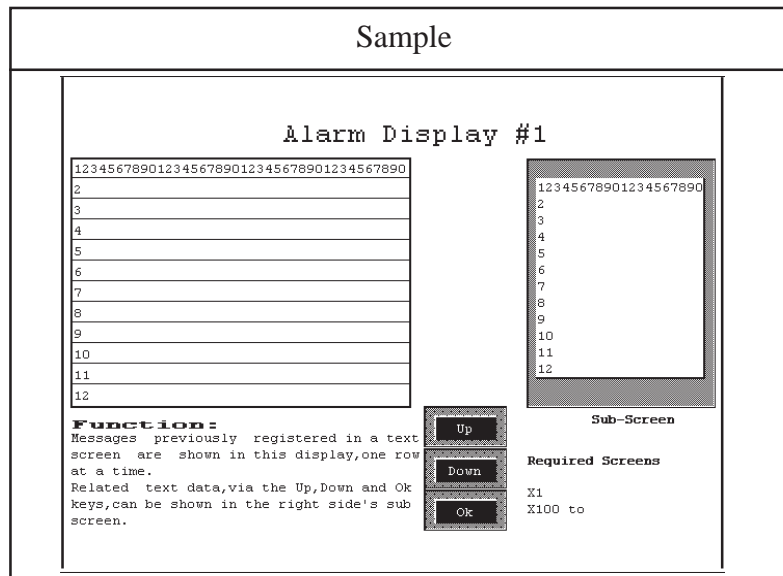 Sample
Alarm Display #1
1234567890123456789012345678901234567890
2
3
4
5
6
7
8
9
10
11
12
12345678901234567890
2
3
4
5
6
7
8
9
10
11
12
Sub-Screen
Function:
Messages previously registered in a text
screen are shown in this display,one row
at a time.
Related text data,via the Up,Down and Ok
keys,can be shown in the right side's sub
screen.
Up
Down
Ok
Required Screens
X1
X100 to